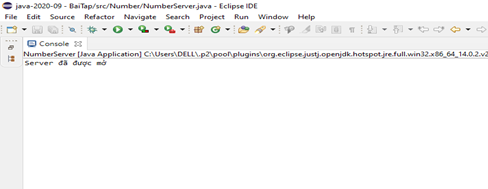 java-2020-09 - BaiTap/src/Number/NumberServer.java - Eclipse IDE
File Edit Source Refactor Navigate Search Project Run Window Help
Console
NumberServer [Java Application] C:\Users\DELL\.p2\pool\plugins\org.eclipse.justj.openjdk.hotspot.jre.full.win32.x86_64_14.0.2.v2
Server đã được mở